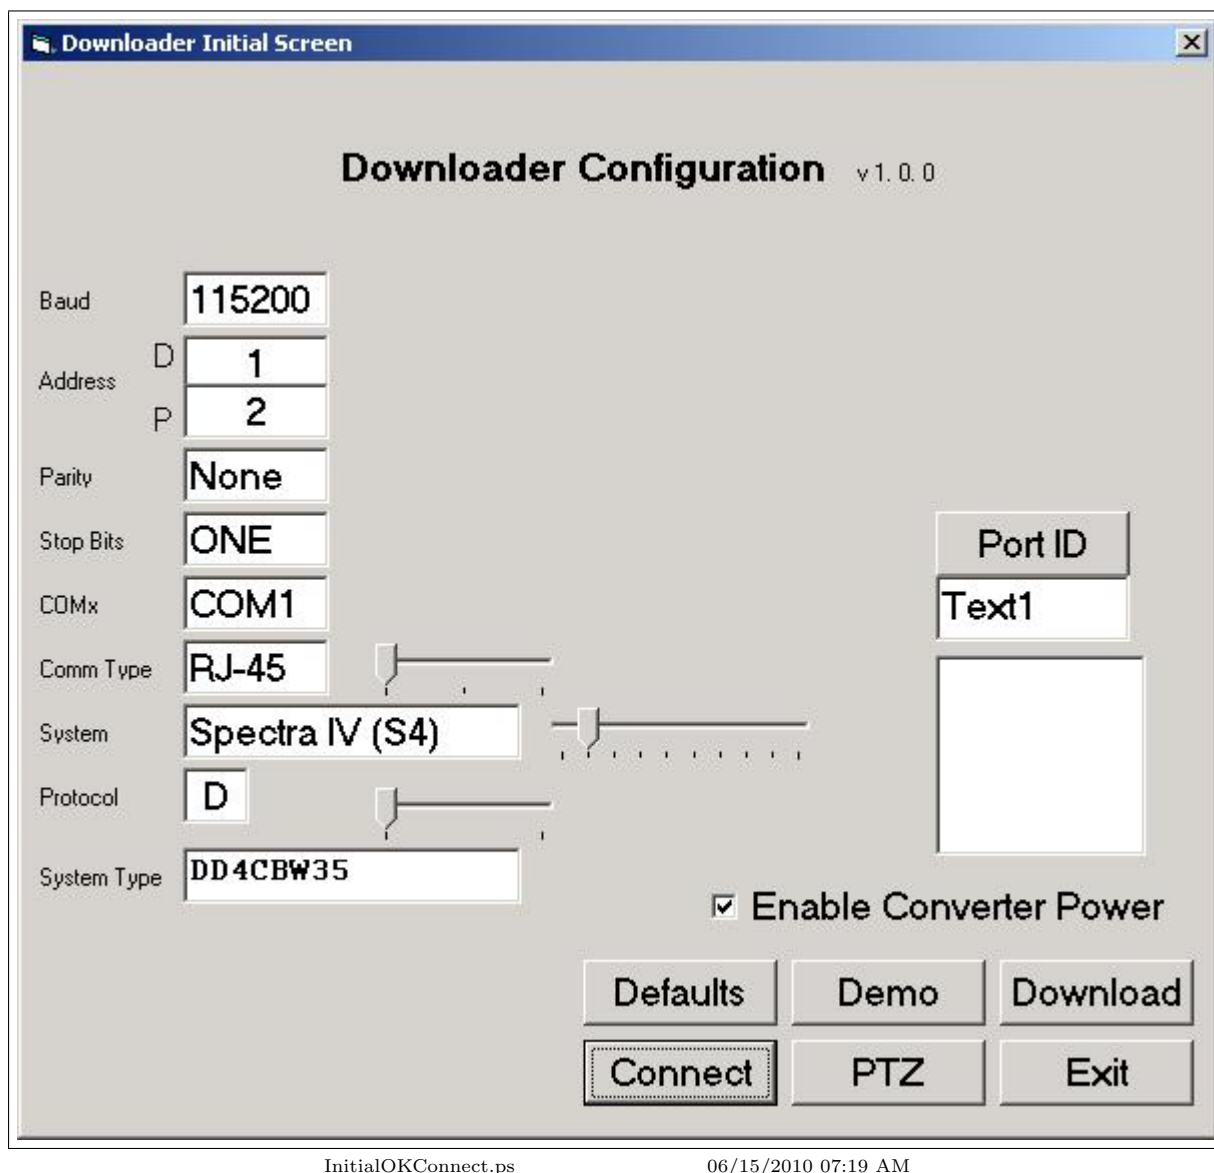 Downloader Initial Screen
Downloader Configuration v 1. 0. 0
Baud 115200
Address D 1
P 2
Parity None
Stop Bits ONE
Port ID
COMx COM1
Text1
Comm Type RJ-45
System Spectra IV (S4)
Protocol D
System Type DD4CBW35
Enable Converter Power
Defaults Demo Download
Connect PTZ Exit
InitialOKConnect.ps 06/15/2010 07:19 AM